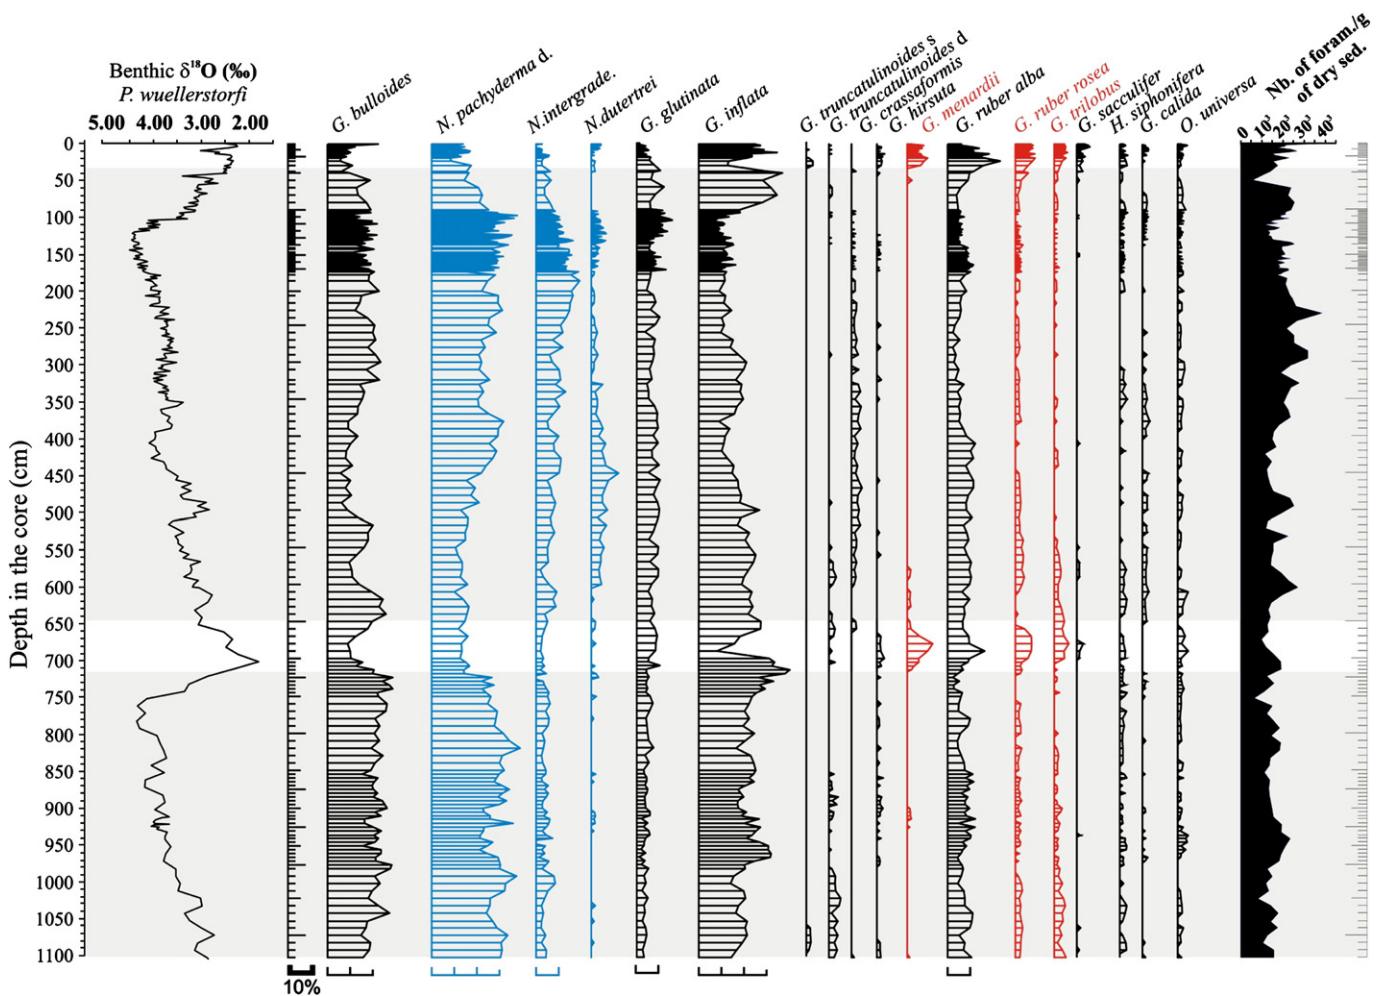 Benthic δ¹⁸O (‰)
P. wuellerstorfi
5.00 4.00 3.00 2.00
G. bulloides
N. pachyderma d.
N.intergrade.
N.dutertrei
G. glutinata
G. inflata
G. truncatulinoides s
G. truncatulinoides d
G. crassaformis
G. hirsuta
G. menardii
G. ruber alba
G. ruber rosea
G. trilobus
G. sacculifer
H. siphonifera
G. calida
O. universa
Nb. of foram./g
of dry sed.
0 10³ 20³ 30³ 40³
Depth in the core (cm)
0
50
100
150
200
250
300
350
400
450
500
550
600
650
700
750
800
850
900
950
1000
1050
1100
10%